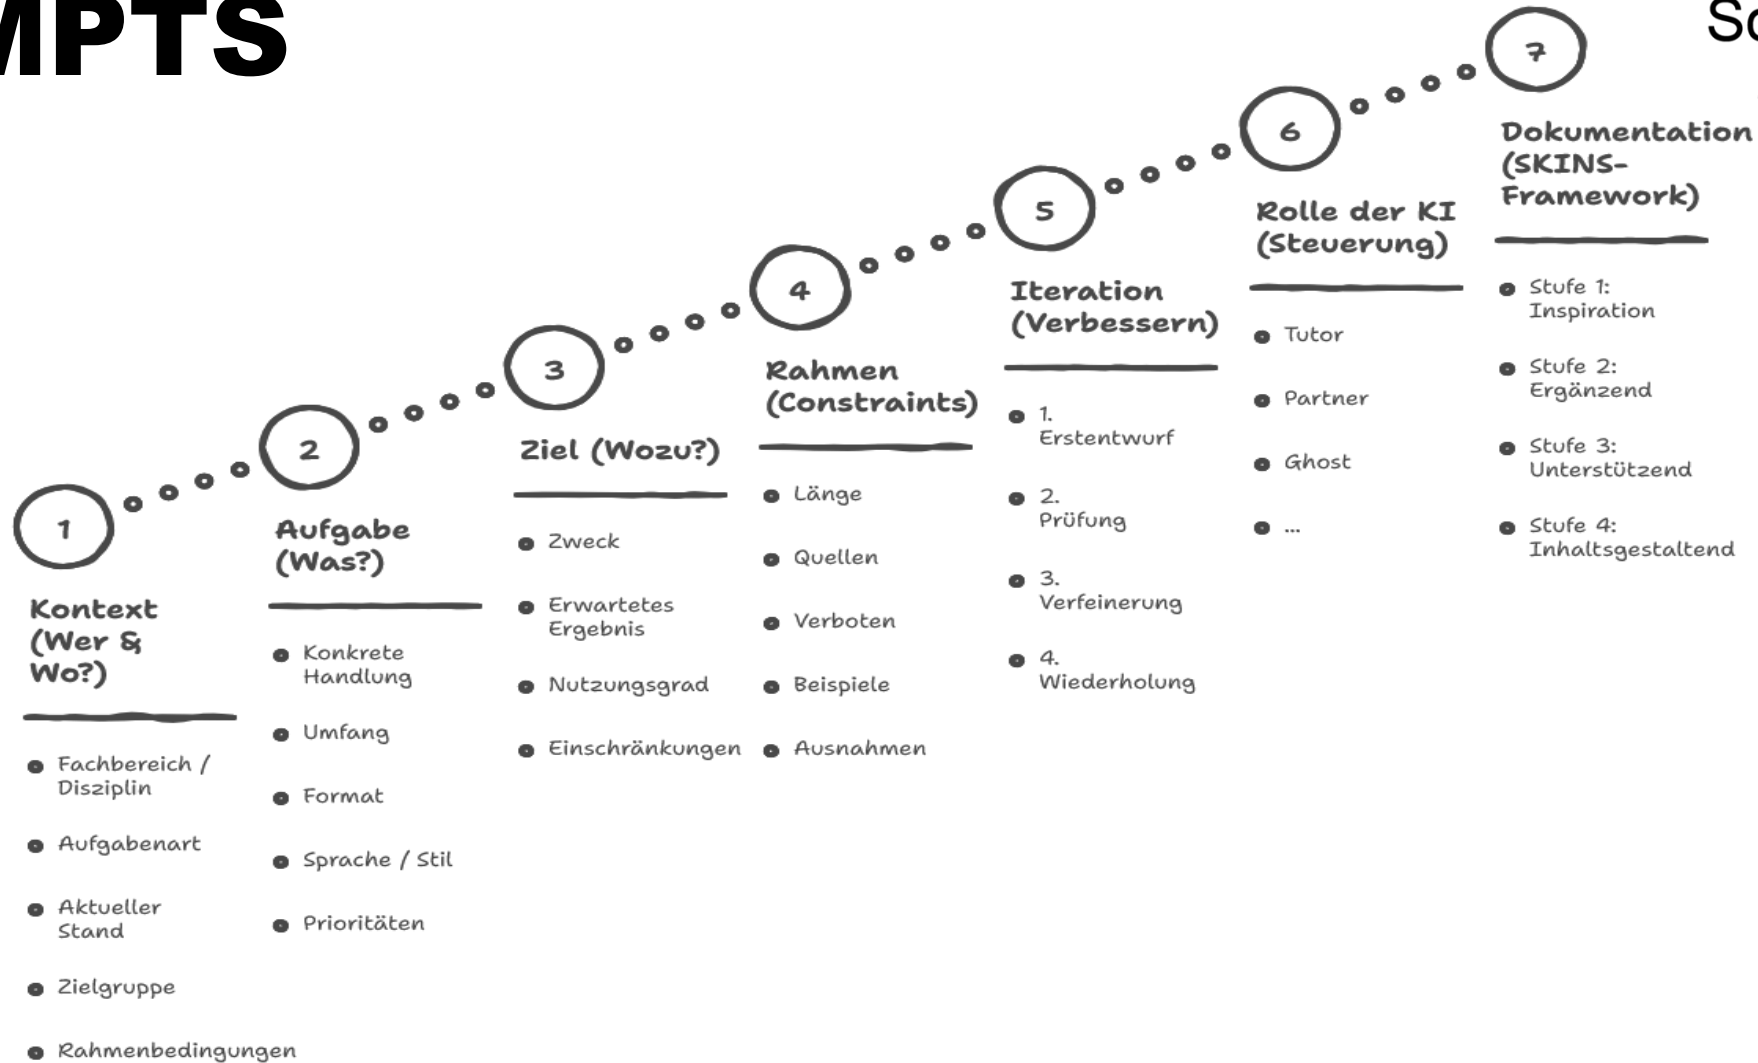 MPTS
1
Kontext
(Wer &
Wo?)
Fachbereich /
Disziplin
Aufgabenart
Aktueller
Stand
Zielgruppe
Rahmenbedingungen
2
Aufgabe
(Was?)
Konkrete
Handlung
Umfang
Format
Sprache / Stil
Prioritäten
3
Ziel (Wozu?)
Zweck
Erwartetes
Ergebnis
Nutzungsgrad
Einschränkungen
4
Rahmen
(Constraints)
Länge
Quellen
Verboten
Beispiele
Ausnahmen
5
Iteration
(Verbessern)
1.
Erstentwurf
2.
Prüfung
3.
Verfeinerung
4.
Wiederholung
6
Rolle der KI
(Steuerung)
Tutor
Partner
Ghost
...
7
Dokumentation
(SKINS-
Framework)
Stufe 1:
Inspiration
Stufe 2:
Ergänzend
Stufe 3:
Unterstützend
Stufe 4:
Inhaltsgestaltend